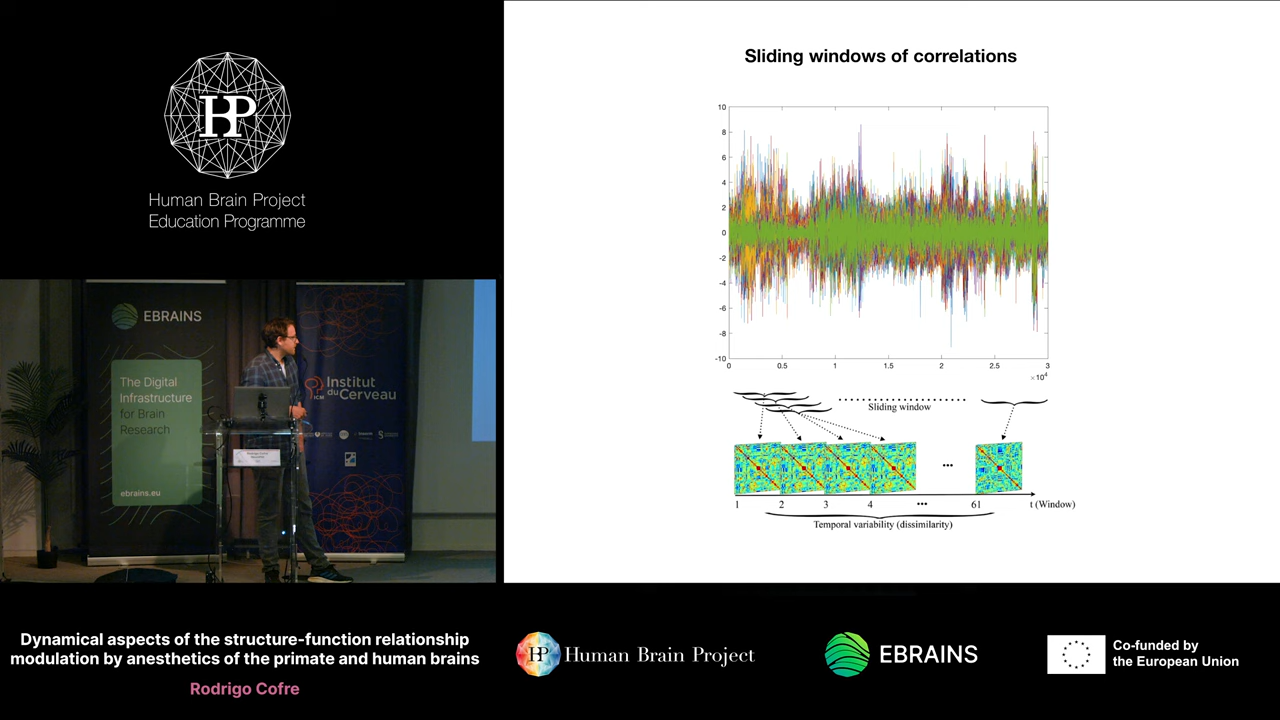 HP
Human Brain Project
Education Programme
EBRAINS
The Digital
Infrastructure
for Brain
Research
ebrains.eu
ICM
Institut
du Cerveau
Sliding windows of correlations
10
8
6
4
2
0
-2
-4
-6
-8
-10
0 0.5 1 1.5 2 2.5 3
×10⁴
Sliding window
1 2 3 4 ... 61 t (Window)
Temporal variability (dissimilarity)
Dynamical aspects of the structure-function relationship
modulation by anesthetics of the primate and human brains
Rodrigo Cofre
HP Human Brain Project
EBRAINS
Co-funded by
the European Union